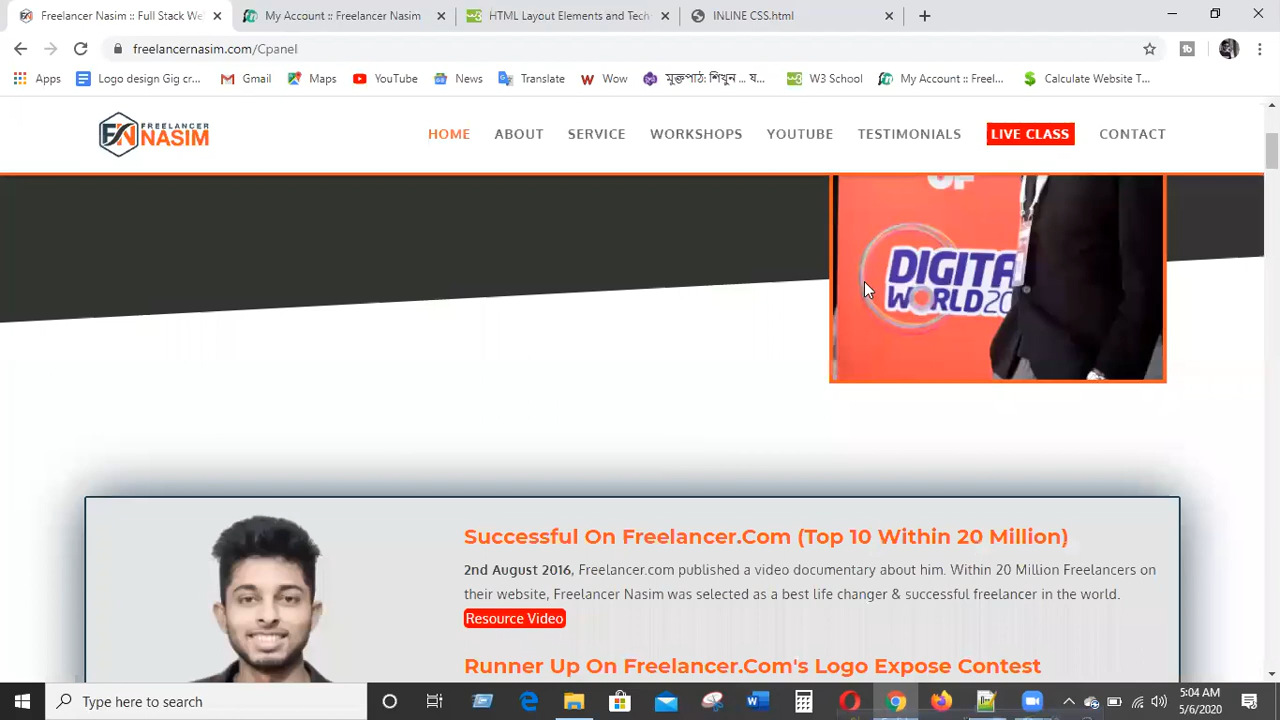 Freelancer Nasim :: Full Stack We
My Account :: Freelancer Nasim
HTML Layout Elements and Tech
INLINE CSS.html
freelancernasim.com/Cpanel
Apps
Logo design Gig cr...
Gmail
Maps
YouTube
News
Translate
Wow
মুক্তপাঠ: শিখুন ... য...
W3 School
My Account :: Freel...
Calculate Website T...
FREELANCER
NASIM
HOME
ABOUT
SERVICE
WORKSHOPS
YOUTUBE
TESTIMONIALS
LIVE CLASS
CONTACT
OF
DIGITA
WORLD20
Successful On Freelancer.Com (Top 10 Within 20 Million)
2nd August 2016, Freelancer.com published a video documentary about him. Within 20 Million Freelancers on
their website, Freelancer Nasim was selected as a best life changer & successful freelancer in the world.
Resource Video
Runner Up On Freelancer.Com's Logo Expose Contest
Type here to search
5:04 AM
5/6/2020